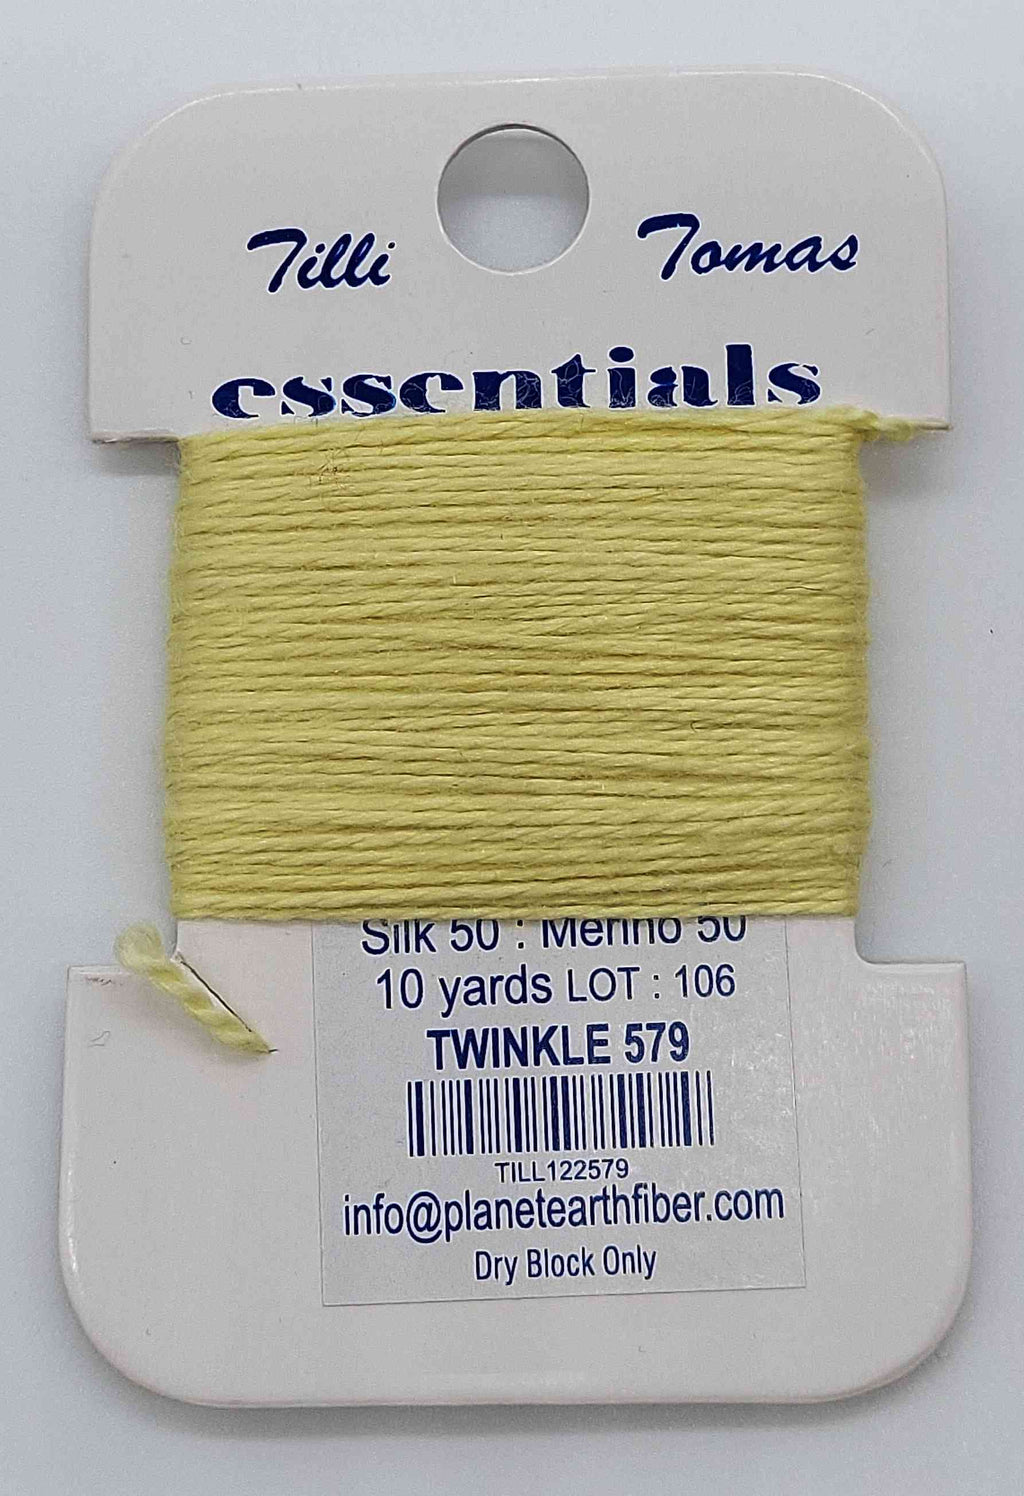 Tilli Tomas
essentials
Silk 50 : Merino 50
10 yards LOT : 106
TWINKLE 579
TILL122579
info@planetearthfiber.com
Dry Block Only